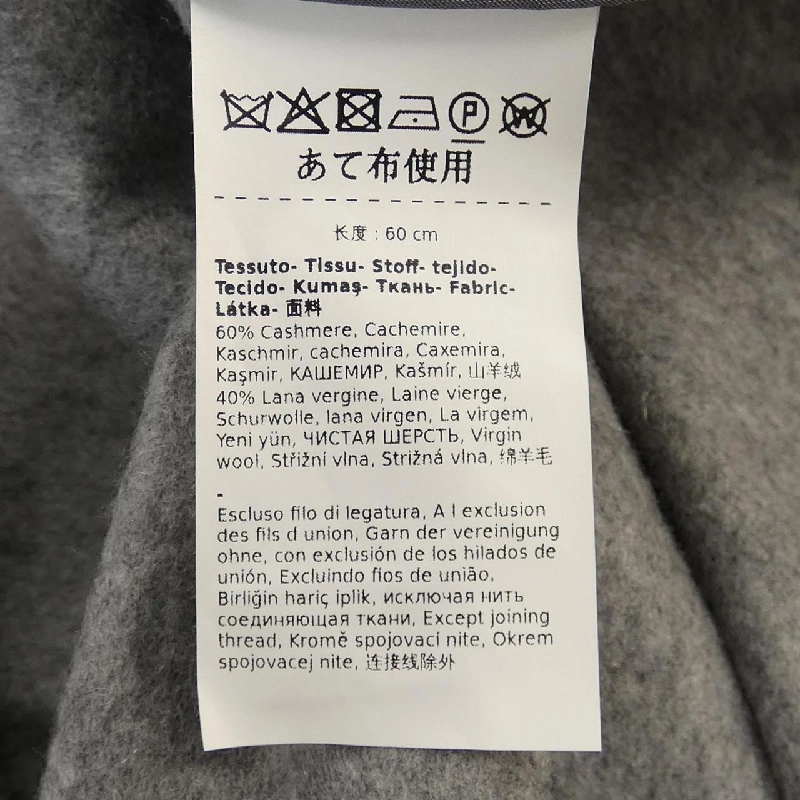 P W
あて布使用
长度 : 60 cm
Tessuto- Tissu- Stoff- tejido-
Tecido- Kumaş- Ткань- Fabric-
Látka- 面料
60% Cashmere, Cachemire,
Kaschmir, cachemira, Caxemira,
Kaşmir, КАШЕМИР, Kašmír, 山羊绒
40% Lana vergine, Laine vierge,
Schurwolle, lana virgen, La virgem,
Yeni yün, ЧИСТАЯ ШЕРСТЬ, Virgin
wool, Střižní vlna, Strižná vlna, 绵羊毛
-
Escluso filo di legatura, A l exclusion
des fils d union, Garn der vereinigung
ohne, con exclusión de los hilados de
unión, Excluindo fios de união,
Birliğin hariç iplik, исключая нить
соединяющая ткани, Except joining
thread, Kromě spojovací nite, Okrem
spojovacej nite, 连接线除外